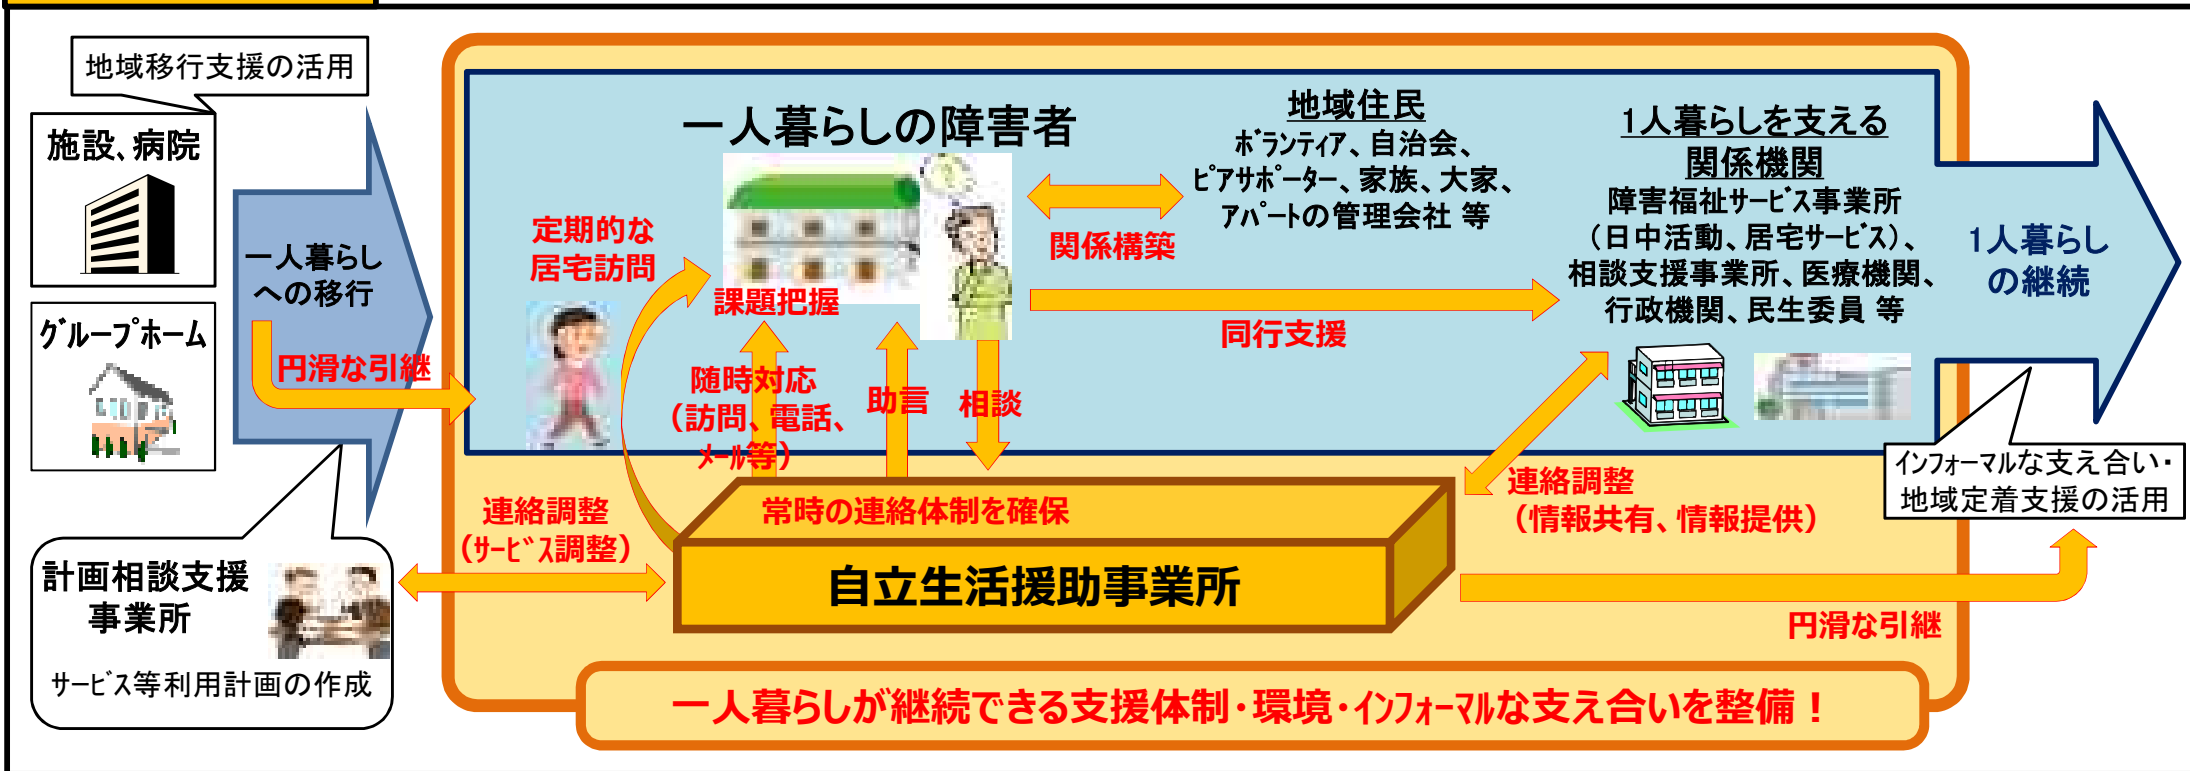 地域移行支援の活用
施設、病院
グループホーム
一人暮らし
への移行
円滑な引継
計画相談支援
事業所
サービス等利用計画の作成
一人暮らしの障害者
定期的な
居宅訪問
課題把握
随時対応
（訪問、電話、
メール等）
助言
相談
地域住民
ボランティア、自治会、
ピアサポーター、家族、大家、
アパートの管理会社 等
関係構築
同行支援
1人暮らしを支える
関係機関
障害福祉サービス事業所
（日中活動、居宅サービス）、
相談支援事業所、医療機関、
行政機関、民生委員 等
1人暮らし
の継続
インフォーマルな支え合い・
地域定着支援の活用
連絡調整
（サービス調整）
常時の連絡体制を確保
自立生活援助事業所
連絡調整
（情報共有、情報提供）
円滑な引継
一人暮らしが継続できる支援体制・環境・インフォーマルな支え合いを整備！